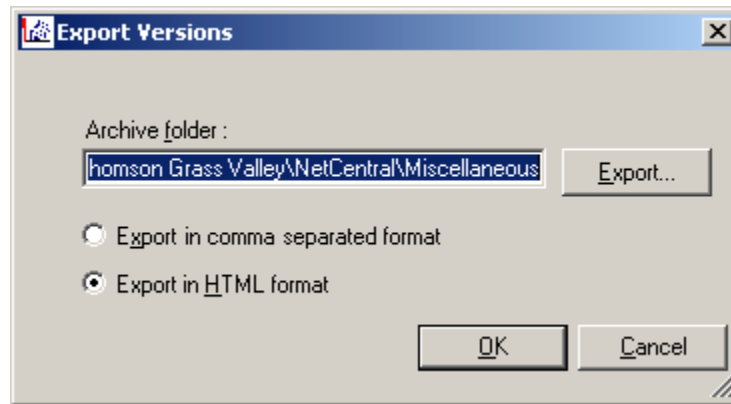 Export Versions
Archive folder :
homson Grass Valley\NetCentral\Miscellaneous
Export...
Export in comma separated format
Export in HTML format
OK
Cancel